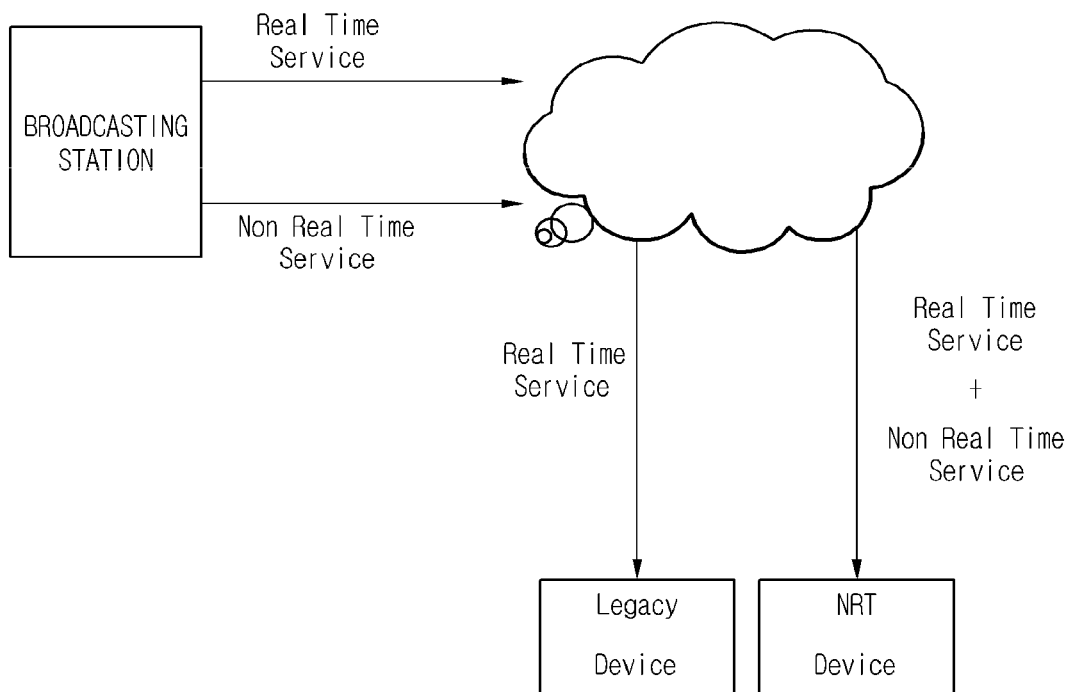 Real Time
Service
BROADCASTING
STATION
Non Real Time
Service
Real Time
Service
Real Time
Service
+
Non Real Time
Service
Legacy
Device
NRT
Device